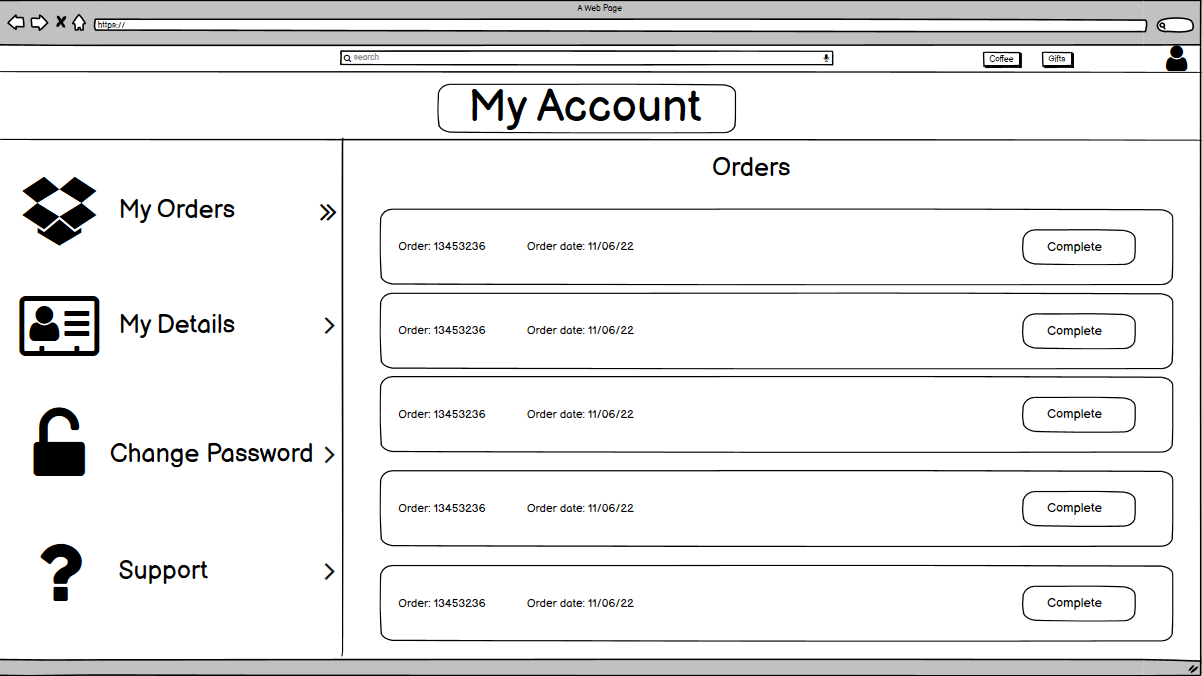 A Web Page
https://
search
Coffee
Gifts
My Account
My Orders
My Details
Change Password
Support
Orders
Order: 13453236 Order date: 11/06/22 Complete
Order: 13453236 Order date: 11/06/22 Complete
Order: 13453236 Order date: 11/06/22 Complete
Order: 13453236 Order date: 11/06/22 Complete
Order: 13453236 Order date: 11/06/22 Complete